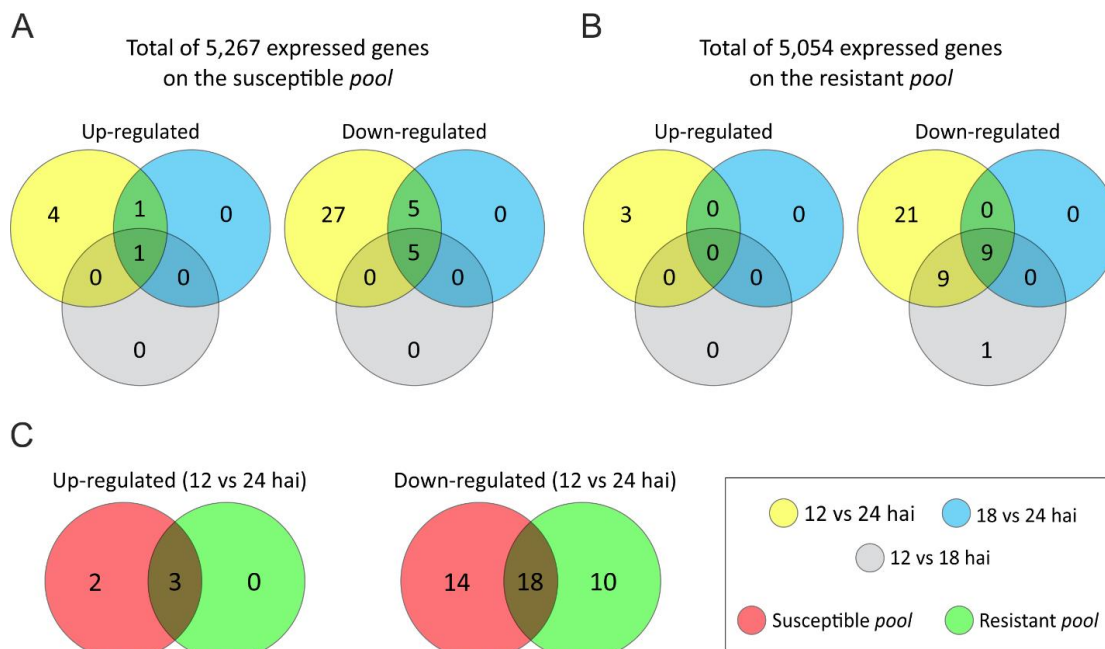 A
Total of 5,267 expressed genes
on the susceptible pool
Up-regulated
4
1
0
1
0
0
0
Down-regulated
27
5
0
5
0
0
0
B
Total of 5,054 expressed genes
on the resistant pool
Up-regulated
3
0
0
0
0
0
0
Down-regulated
21
0
0
9
9
0
1
C
Up-regulated (12 vs 24 hai)
2
3
0
Down-regulated (12 vs 24 hai)
14
18
10
12 vs 24 hai
18 vs 24 hai
12 vs 18 hai
Susceptible pool
Resistant pool